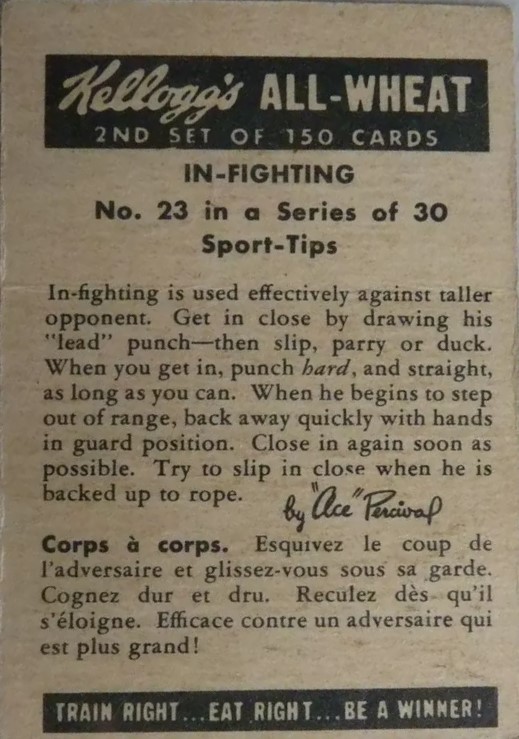 Kellogg's ALL-WHEAT
2ND SET OF 150 CARDS
IN-FIGHTING
No. 23 in a Series of 30
Sport-Tips
In-fighting is used effectively against taller
opponent. Get in close by drawing his
"lead" punch—then slip, parry or duck.
When you get in, punch hard, and straight,
as long as you can. When he begins to step
out of range, back away quickly with hands
in guard position. Close in again soon as
possible. Try to slip in close when he is
backed up to rope.
by "Ace" Percival
Corps à corps. Esquivez le coup de
l'adversaire et glissez-vous sous sa garde.
Cognez dur et dru. Reculez dès qu'il
s'éloigne. Efficace contre un adversaire qui
est plus grand!
TRAIN RIGHT...EAT RIGHT...BE A WINNER!